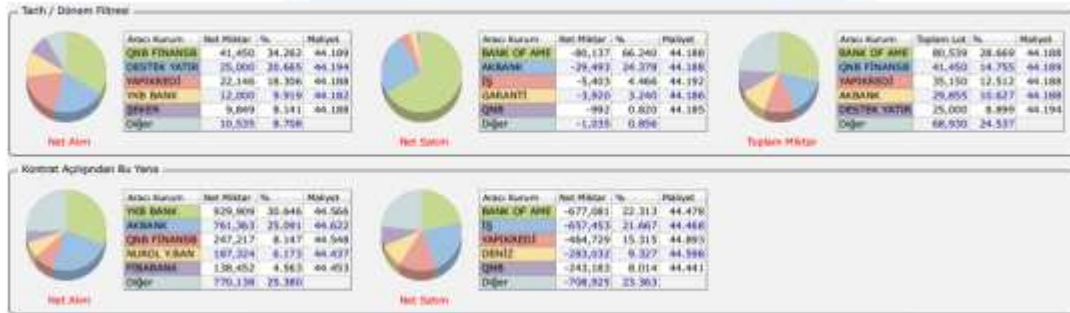 Tarih / Dönem Filtresi
Aracı Kurum Net Miktar % Maliyet
QNB FİNANSB 41,450 34.262 44.189
DESTEK YATIR 25,000 20.665 44.194
YAPIKREDİ 22,146 18.306 44.188
YKB BANK 12,000 9.919 44.182
ŞEKER 9,849 8.141 44.188
Diğer 10,535 8.708
Net Alım
Aracı Kurum Net Miktar % Maliyet
BANK OF AME -80,137 66.240 44.188
AKBANK -29,493 24.378 44.188
İŞ -5,403 4.466 44.192
GARANTİ -3,920 3.240 44.186
QNB -992 0.820 44.185
Diğer -1,035 0.856
Net Satım
Aracı Kurum Toplam Lot % Maliyet
BANK OF AME 80,539 28.669 44.188
QNB FİNANSB 41,450 14.755 44.189
YAPIKREDİ 35,150 12.512 44.188
AKBANK 29,855 10.627 44.188
DESTEK YATIR 25,000 8.899 44.194
Diğer 68,930 24.537
Toplam Miktar
Kontrat Açılışından Bu Yana
Aracı Kurum Net Miktar % Maliyet
YKB BANK 929,909 30.646 44.566
AKBANK 761,363 25.091 44.622
QNB FİNANSB 247,217 8.147 44.548
NUROL Y.BAN 187,324 6.173 44.437
FİBABANK 138,452 4.563 44.453
Diğer 770,138 25.380
Net Alım
Aracı Kurum Net Miktar % Maliyet
BANK OF AME -677,081 22.313 44.478
İŞ -657,453 21.667 44.468
YAPIKREDİ -464,729 15.315 44.893
DENİZ -283,032 9.327 44.598
QNB -243,183 8.014 44.441
Diğer -708,925 23.363
Net Satım